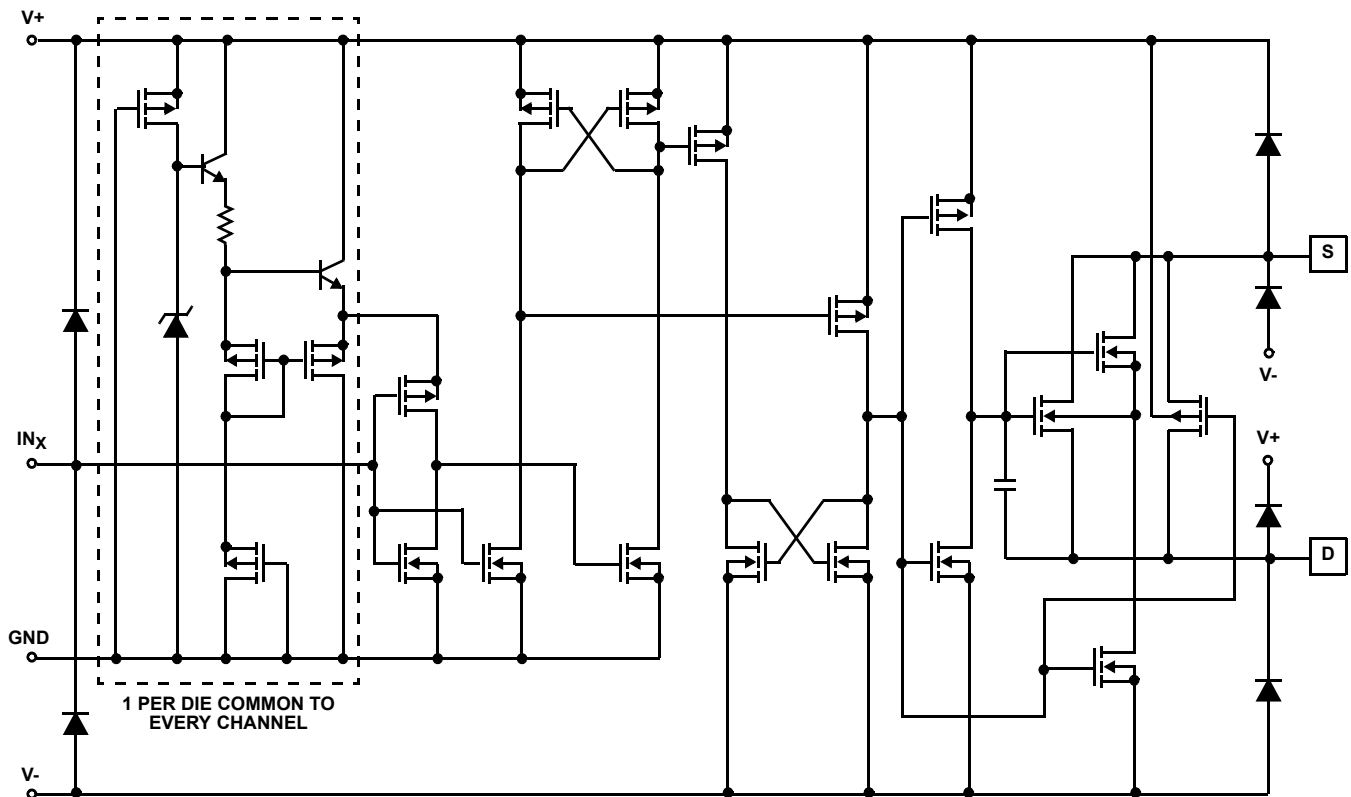 V+
S
V-
V+
INX
D
GND
1 PER DIE COMMON TO
EVERY CHANNEL
V-